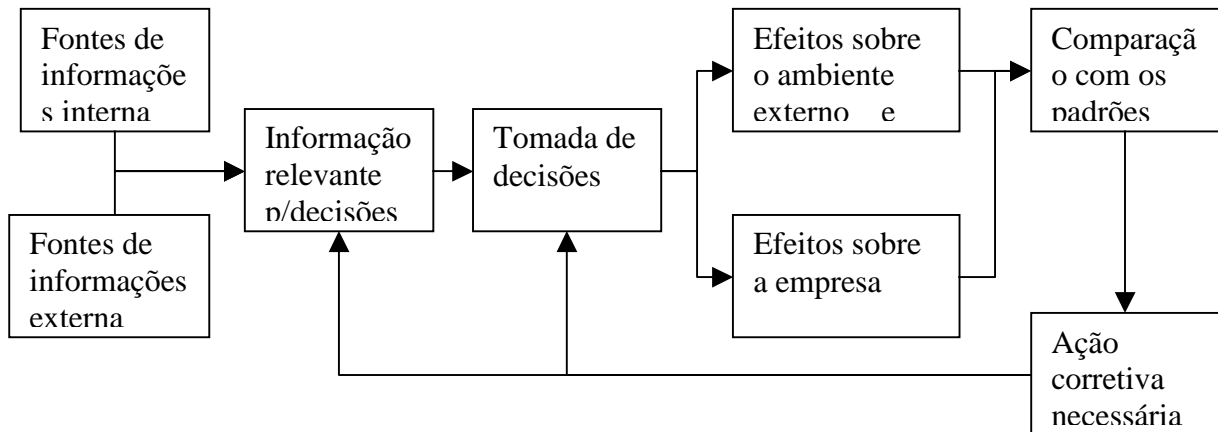 Fontes de
informaçõe
s interna
Fontes de
informações
externa
Informação
relevante
p/decisões
Tomada de
decisões
Efeitos sobre
o ambiente
externo e
Efeitos sobre
a empresa
Comparaçã
o com os
padrões
Ação
corretiva
necessária